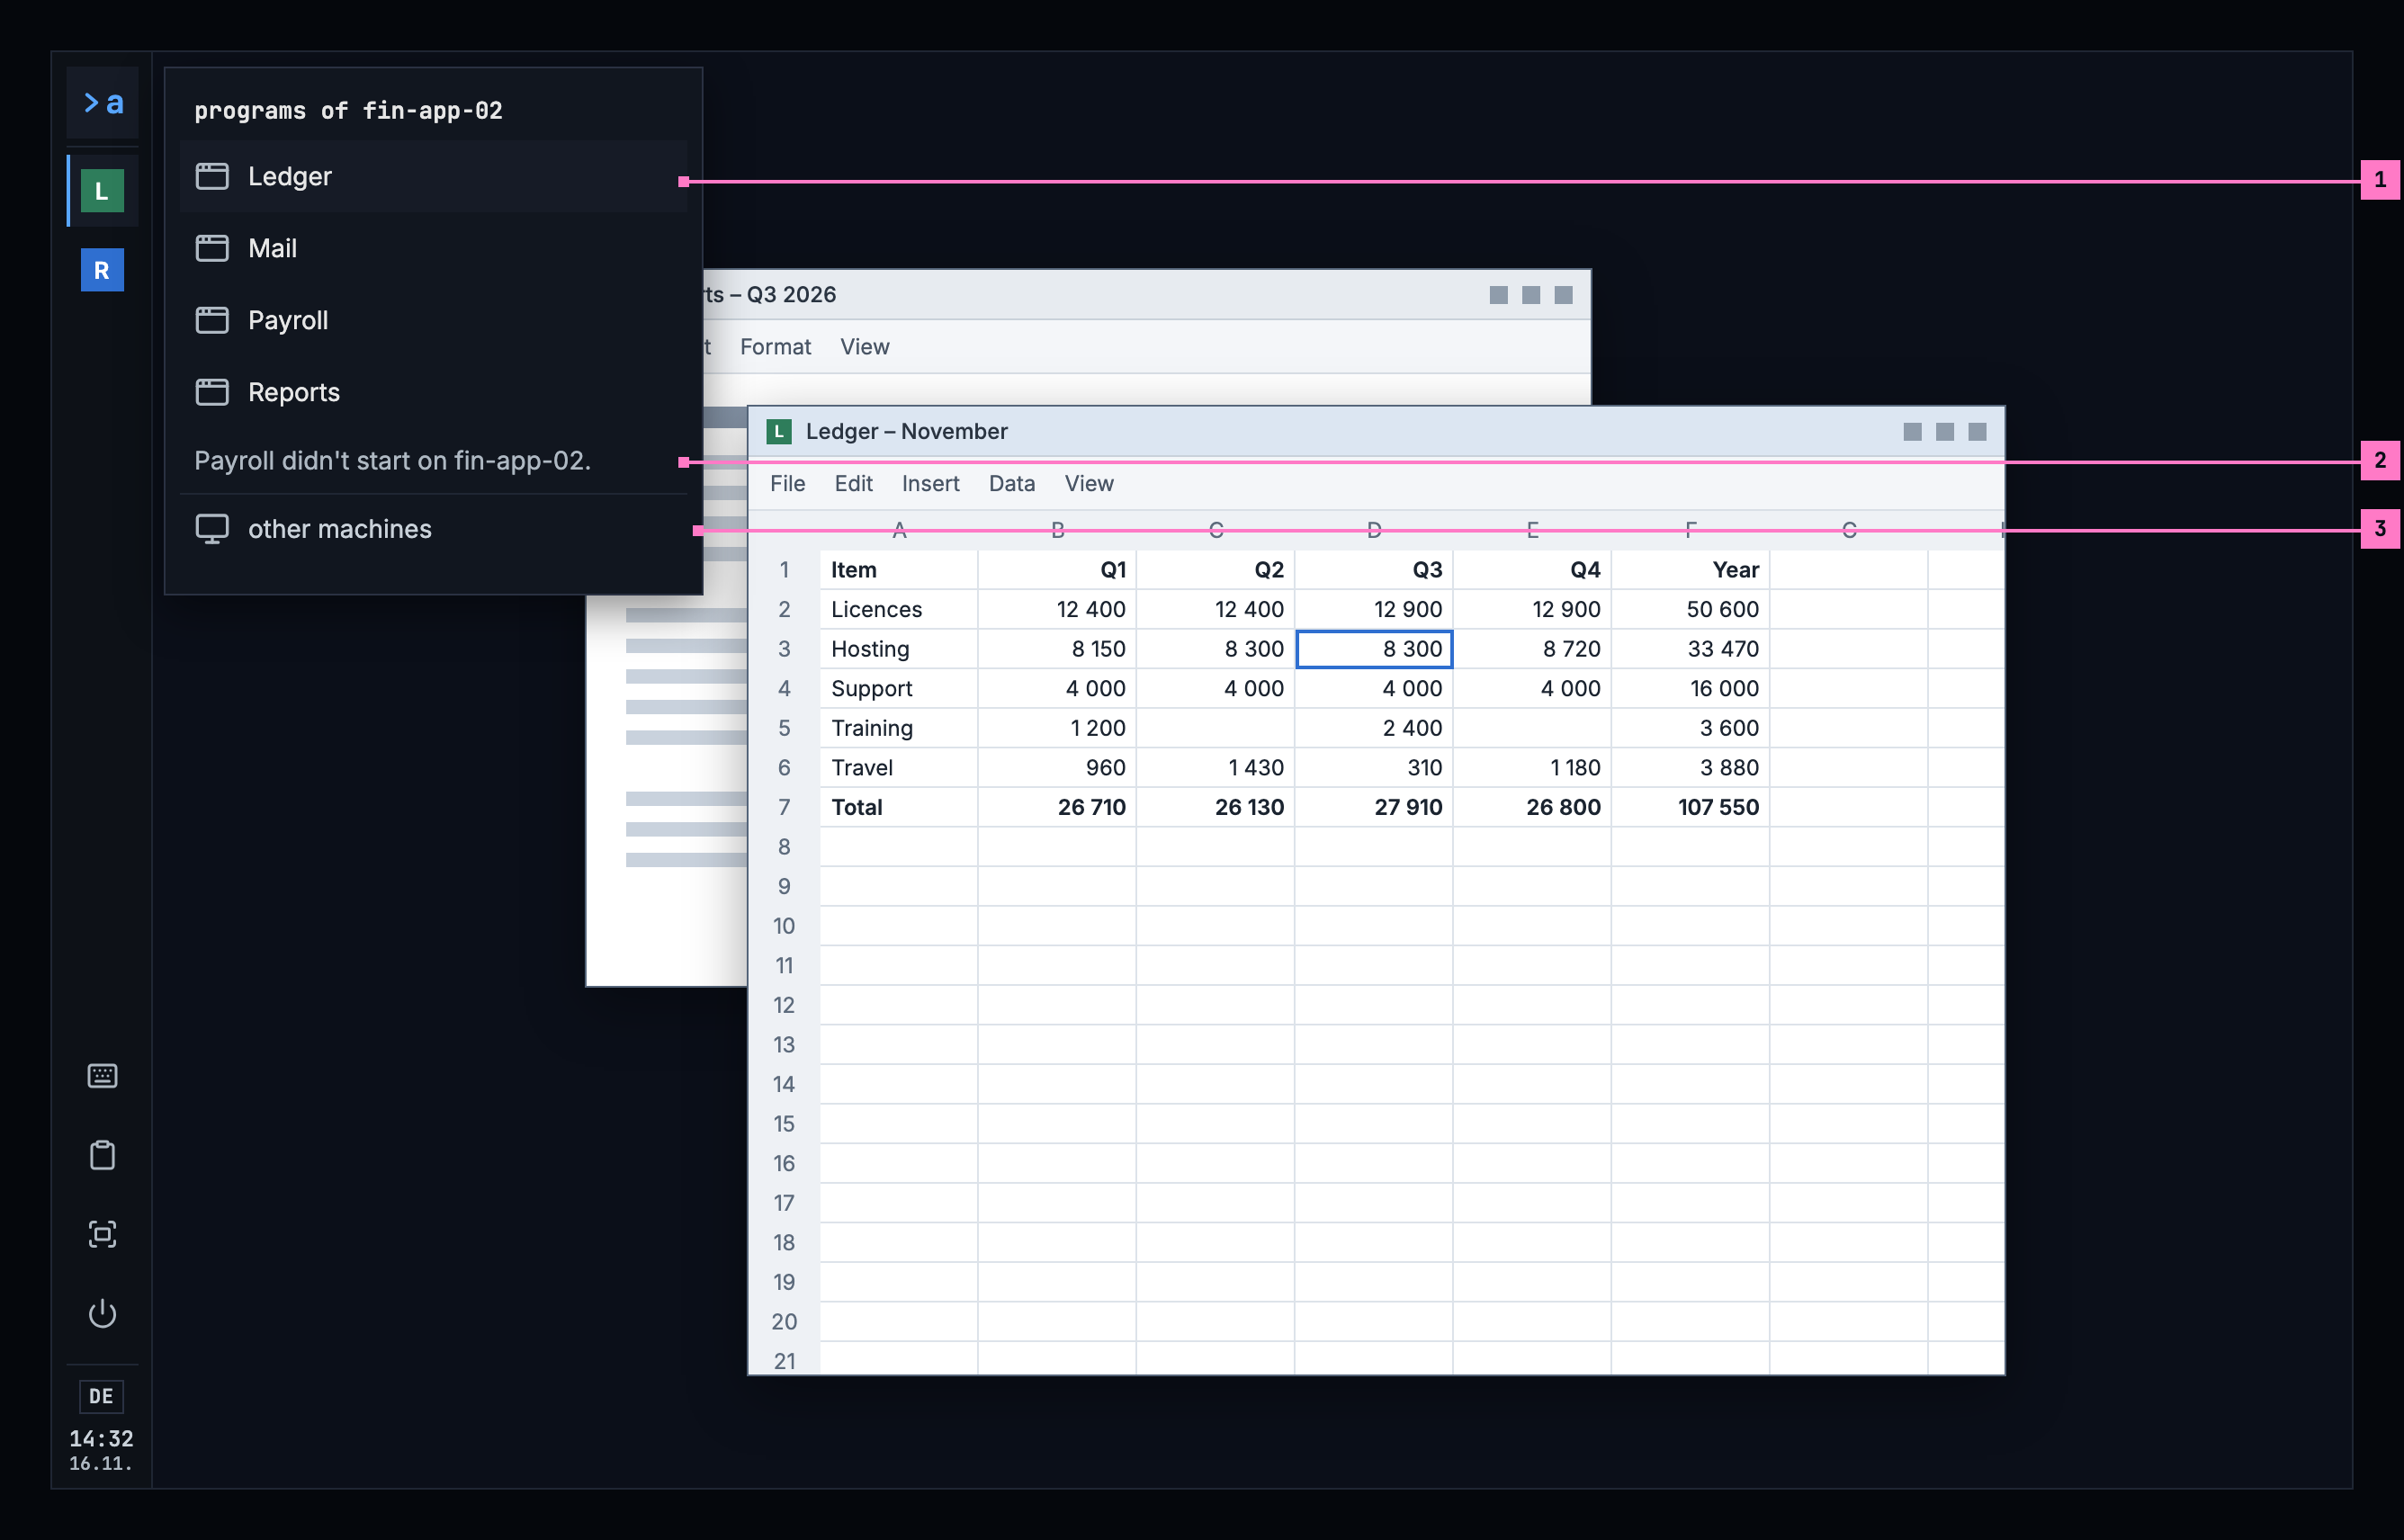 >a
programs of fin-app-02
Ledger
1
L
Mail
R
Payroll
rts – Q3 2026
t Format View
Reports
L Ledger – November
Payroll didn't start on fin-app-02.
2
File Edit Insert Data View
other machines
3
A B C D E F G
1 Item Q1 Q2 Q3 Q4 Year
2 Licences 12 400 12 400 12 900 12 900 50 600
3 Hosting 8 150 8 300 8 300 8 720 33 470
4 Support 4 000 4 000 4 000 4 000 16 000
5 Training 1 200 2 400 3 600
6 Travel 960 1 430 310 1 180 3 880
7 Total 26 710 26 130 27 910 26 800 107 550
8
9
10
11
12
13
14
15
16
17
18
19
20
21
DE
14:32
16.11.